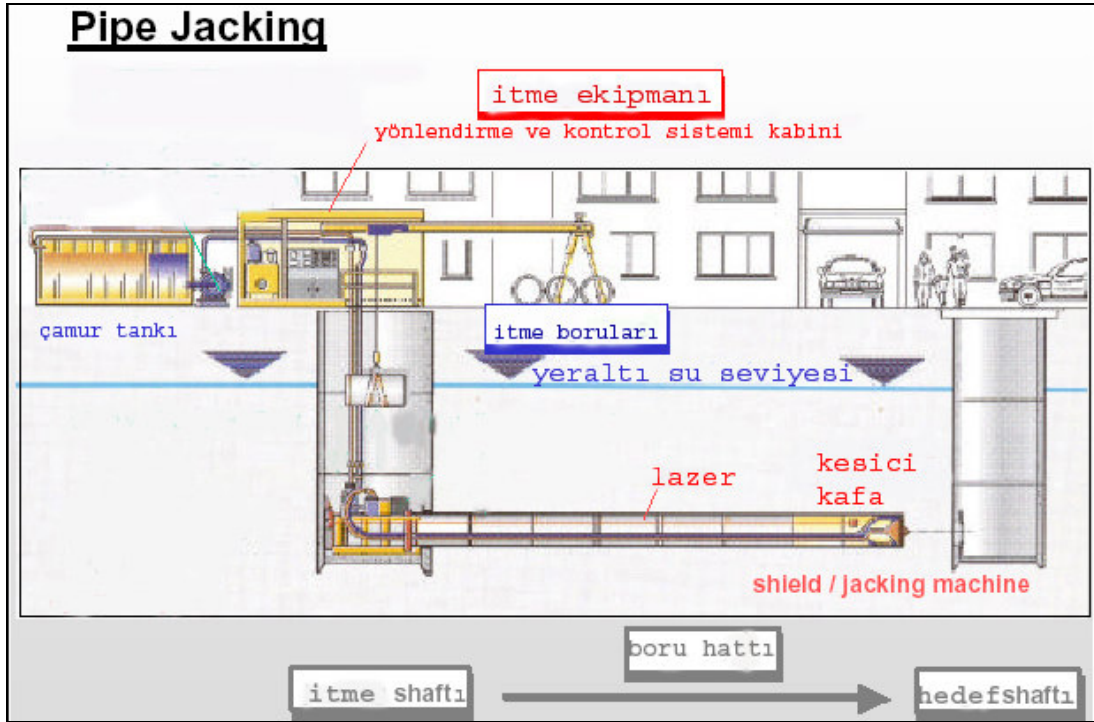 Pipe Jacking
itme ekipmanı
yönlendirme ve kontrol sistemi kabini
çamur tankı
itme boruları
yeraltı su seviyesi
lazer
kesici
kafa
shield / jacking machine
boru hattı
itme shaftı
hedefshaftı